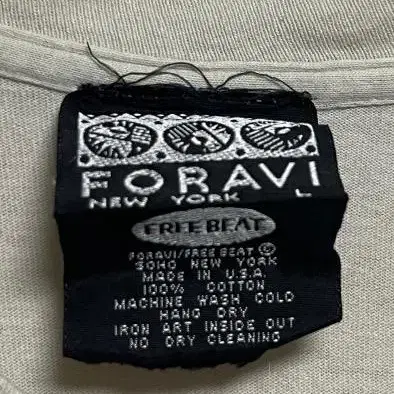 FORAVI
NEW YORK L
FREE BEAT
FORAVI/FREE BEAT ©
SOHO NEW YORK
MADE IN U.S.A.
100% COTTON
MACHINE WASH COLD
HANG DRY
IRON ART INSIDE OUT
NO DRY CLEANING